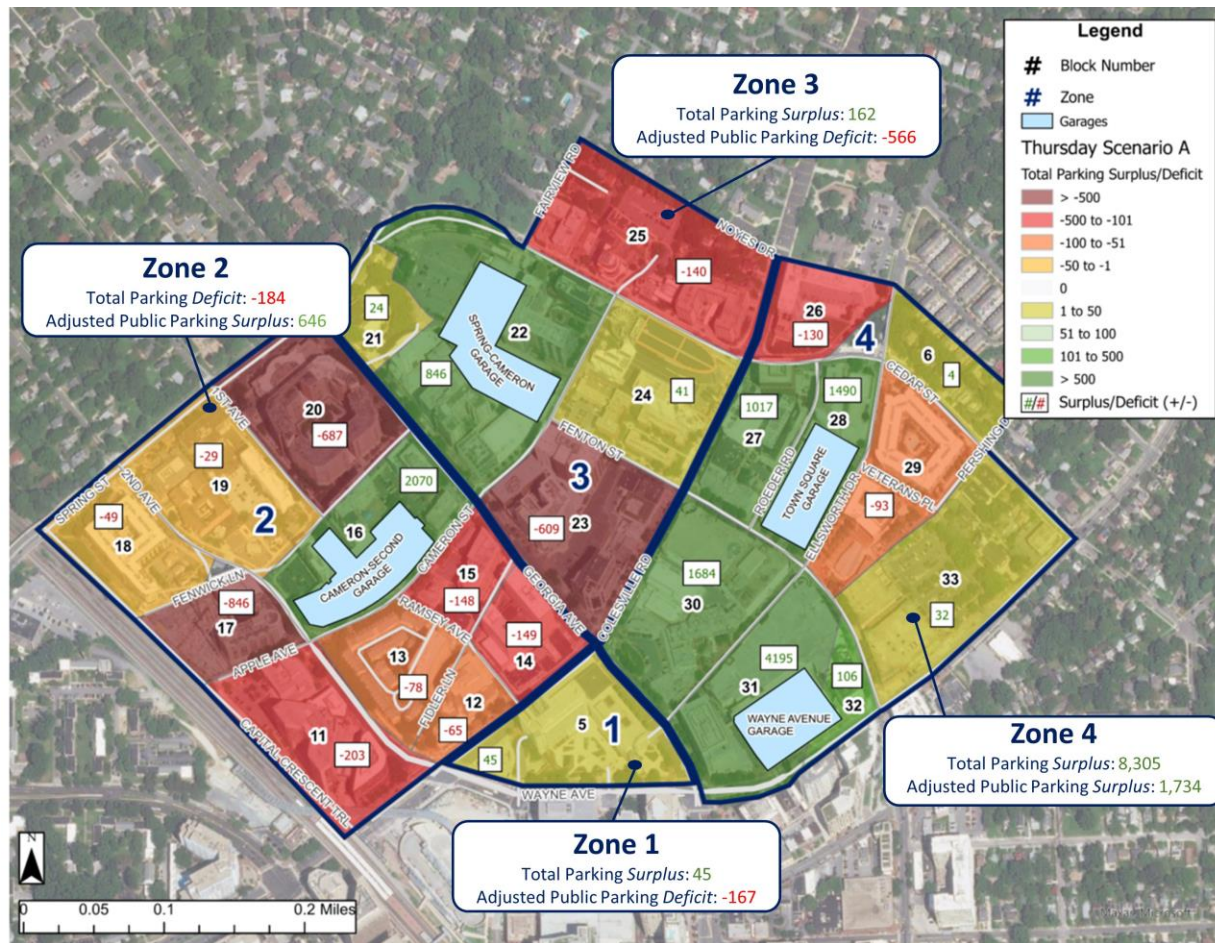 Legend
# Block Number
# Zone
Garages
Thursday Scenario A
Total Parking Surplus/Deficit
> -500
-500 to -101
-100 to -51
-50 to -1
0
1 to 50
51 to 100
101 to 500
> 500
#/# Surplus/Deficit (+/-)
Zone 3
Total Parking Surplus: 162
Adjusted Public Parking Deficit: -566
Zone 2
Total Parking Deficit: -184
Adjusted Public Parking Surplus: 646
Zone 1
Total Parking Surplus: 45
Adjusted Public Parking Deficit: -167
Zone 4
Total Parking Surplus: 8,305
Adjusted Public Parking Surplus: 1,734
FAIRVIEW RD
NOYES DR
25
-140
26
-130
4
6
4
CEDAR ST
PERSHING
24
21
22
SPRING-CAMERON
GARAGE
846
24
41
1017
27
1490
28
ROEDER RD
TOWN SQUARE
GARAGE
ELLSWORTH DR
VETERANS PL
29
-93
1ST AVE
20
-687
-29
19
2ND AVE
SPRING ST
-49
18
2
FENTON ST
3
-609
23
2070
16
CAMERON ST
CAMERON-SECOND
GARAGE
FENWICK LN
-846
17
APPLE AVE
15
-148
RAMSEY AVE
GEORGIA AVE
COLESVILLE RD
-149
14
13
-78
FIDLER LN
12
-65
11
-203
CAPITAL CRESCENT TRL
1684
30
33
32
4195
31
106
32
WAYNE AVENUE
GARAGE
5
1
45
WAYNE AVE
N
0 0.05 0.1 0.2 Miles